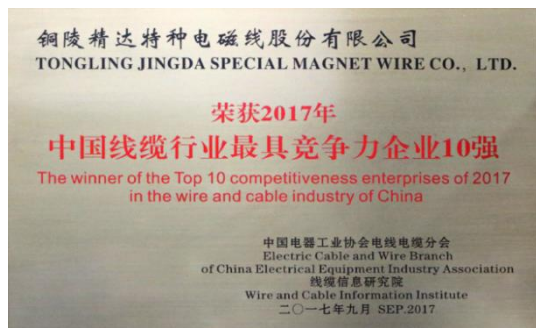 铜陵精达特种电磁线股份有限公司
TONGLING JINGDA SPECIAL MAGNET WIRE CO., LTD.
荣获2017年
中国线缆行业最具竞争力企业10强
The winner of the Top 10 competitiveness enterprises of 2017
in the wire and cable industry of China
中国电器工业协会电线电缆分会
Electric Cable and Wire Branch
of China Electrical Equipment Industry Association
线缆信息研究院
Wire and Cable Information Institute
二〇一七年九月 SEP.2017